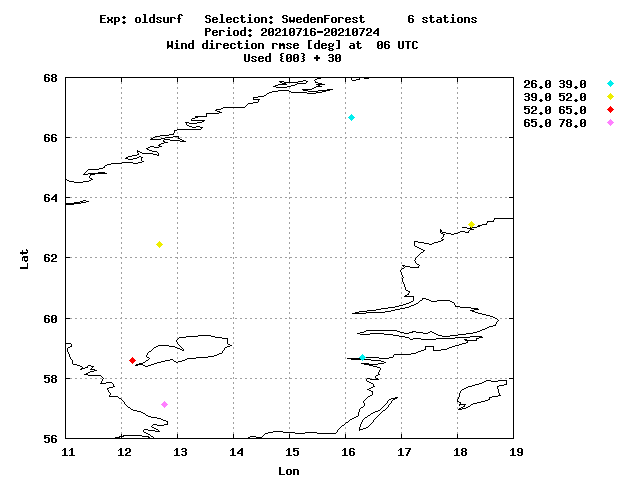 Exp: oldsurf   Selection: SwedenForest      6 stations
Period: 20210716-20210724
Wind direction rmse [deg] at  06 UTC
Used {00} + 30
68
66
64
62
60
58
56
Lat
11 12 13 14 15 16 17 18 19
Lon
26.0 39.0
39.0 52.0
52.0 65.0
65.0 78.0